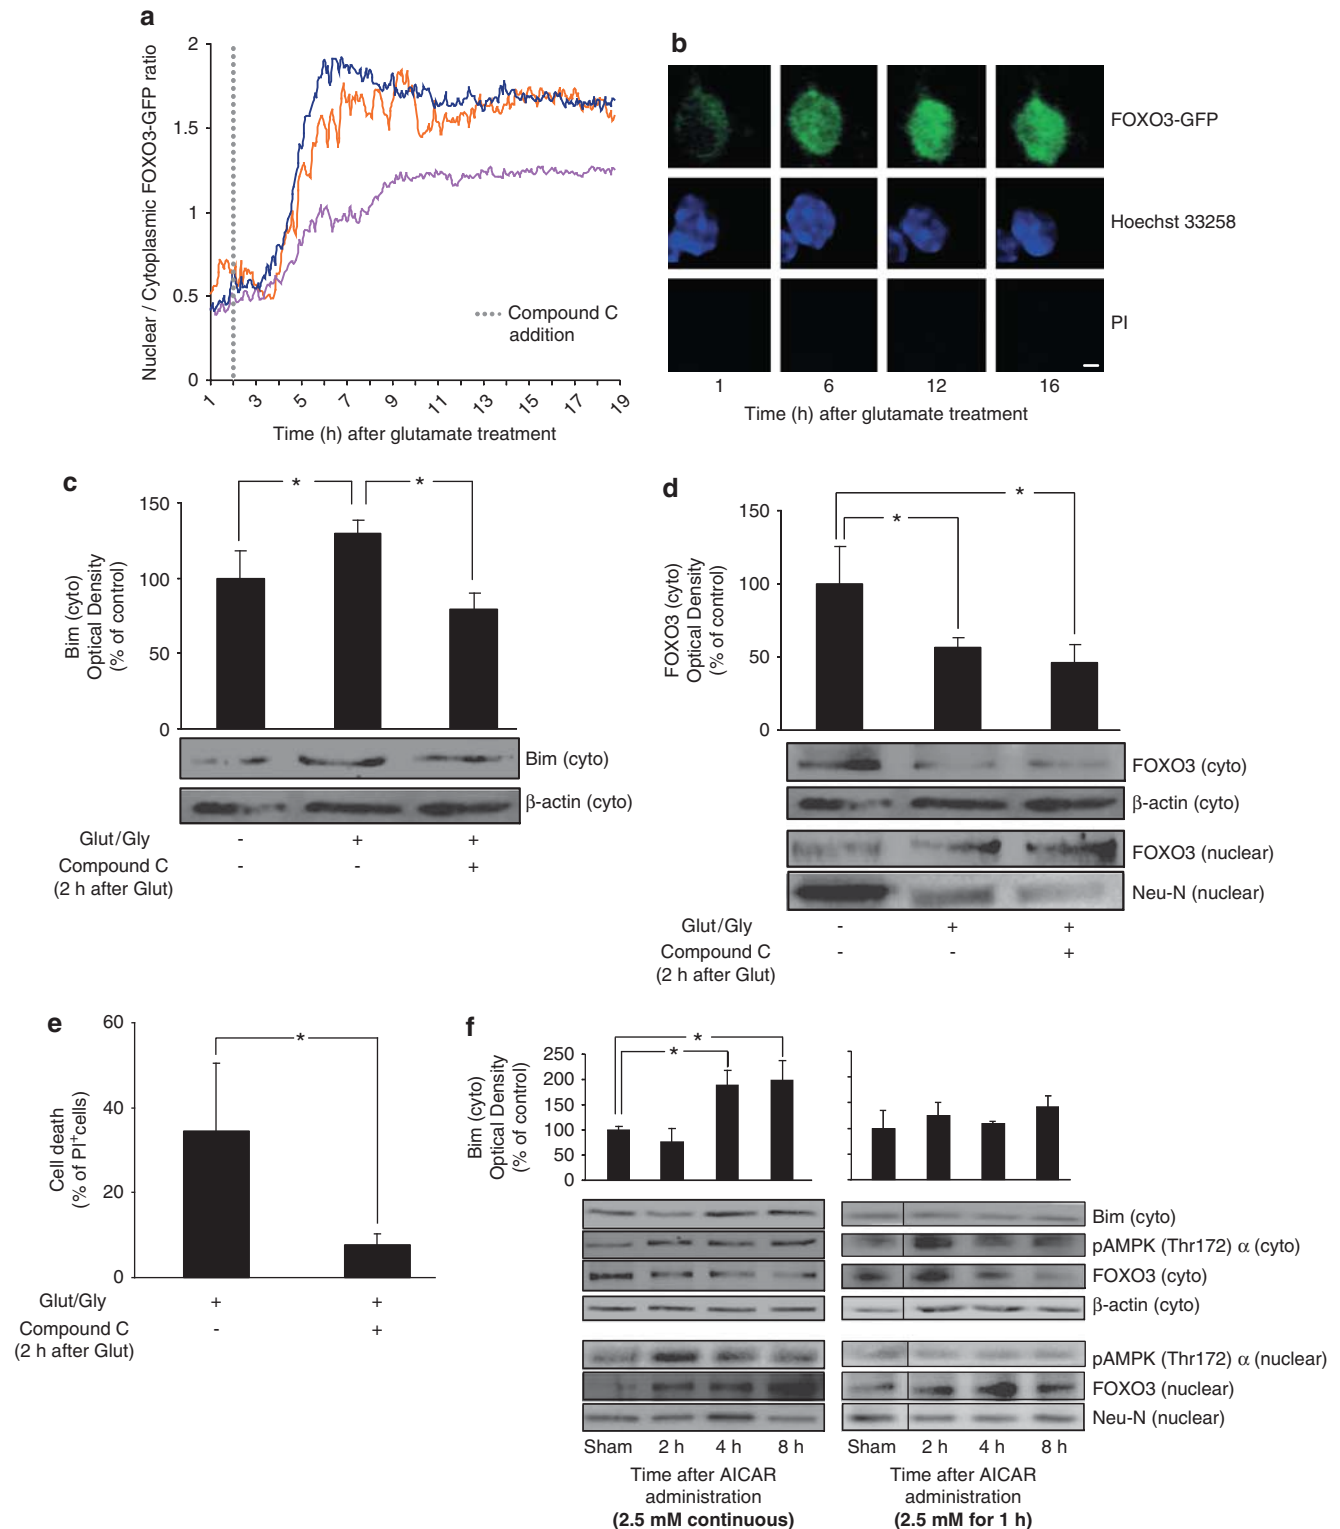 a
Nuclear / Cytoplasmic FOXO3-GFP ratio
2
1.5
1
0.5
0
Compound C
addition
1 3 5 7 9 11 13 15 17 19
Time (h) after glutamate treatment
b
FOXO3-GFP
Hoechst 33258
PI
1 6 12 16
Time (h) after glutamate treatment
c
Bim (cyto)
Optical Density
(% of control)
150
100
50
0
* *
Bim (cyto)
β-actin (cyto)
Glut/Gly - + +
Compound C - - +
(2 h after Glut)
d
FOXO3 (cyto)
Optical Density
(% of control)
150
100
50
0
*
*
FOXO3 (cyto)
β-actin (cyto)
FOXO3 (nuclear)
Neu-N (nuclear)
Glut/Gly - + +
Compound C - - +
(2 h after Glut)
e
Cell death
(% of PI⁺cells)
60
40
20
0
*
Glut/Gly + +
Compound C - +
(2 h after Glut)
f
Bim (cyto)
Optical Density
(% of control)
250
200
150
100
50
0
*
*
Bim (cyto)
pAMPK (Thr172) α (cyto)
FOXO3 (cyto)
β-actin (cyto)
pAMPK (Thr172) α (nuclear)
FOXO3 (nuclear)
Neu-N (nuclear)
Sham 2 h 4 h 8 h
Time after AICAR
administration
(2.5 mM continuous)
Sham 2 h 4 h 8 h
Time after AICAR
administration
(2.5 mM for 1 h)